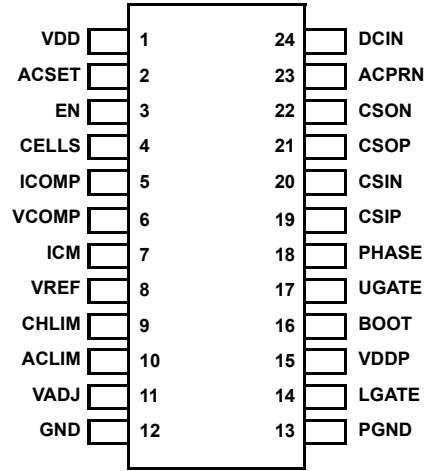 VDD 1 24 DCIN
ACSET 2 23 ACPRN
EN 3 22 CSON
CELLS 4 21 CSOP
ICOMP 5 20 CSIN
VCOMP 6 19 CSIP
ICM 7 18 PHASE
VREF 8 17 UGATE
CHLIM 9 16 BOOT
ACLIM 10 15 VDDP
VADJ 11 14 LGATE
GND 12 13 PGND